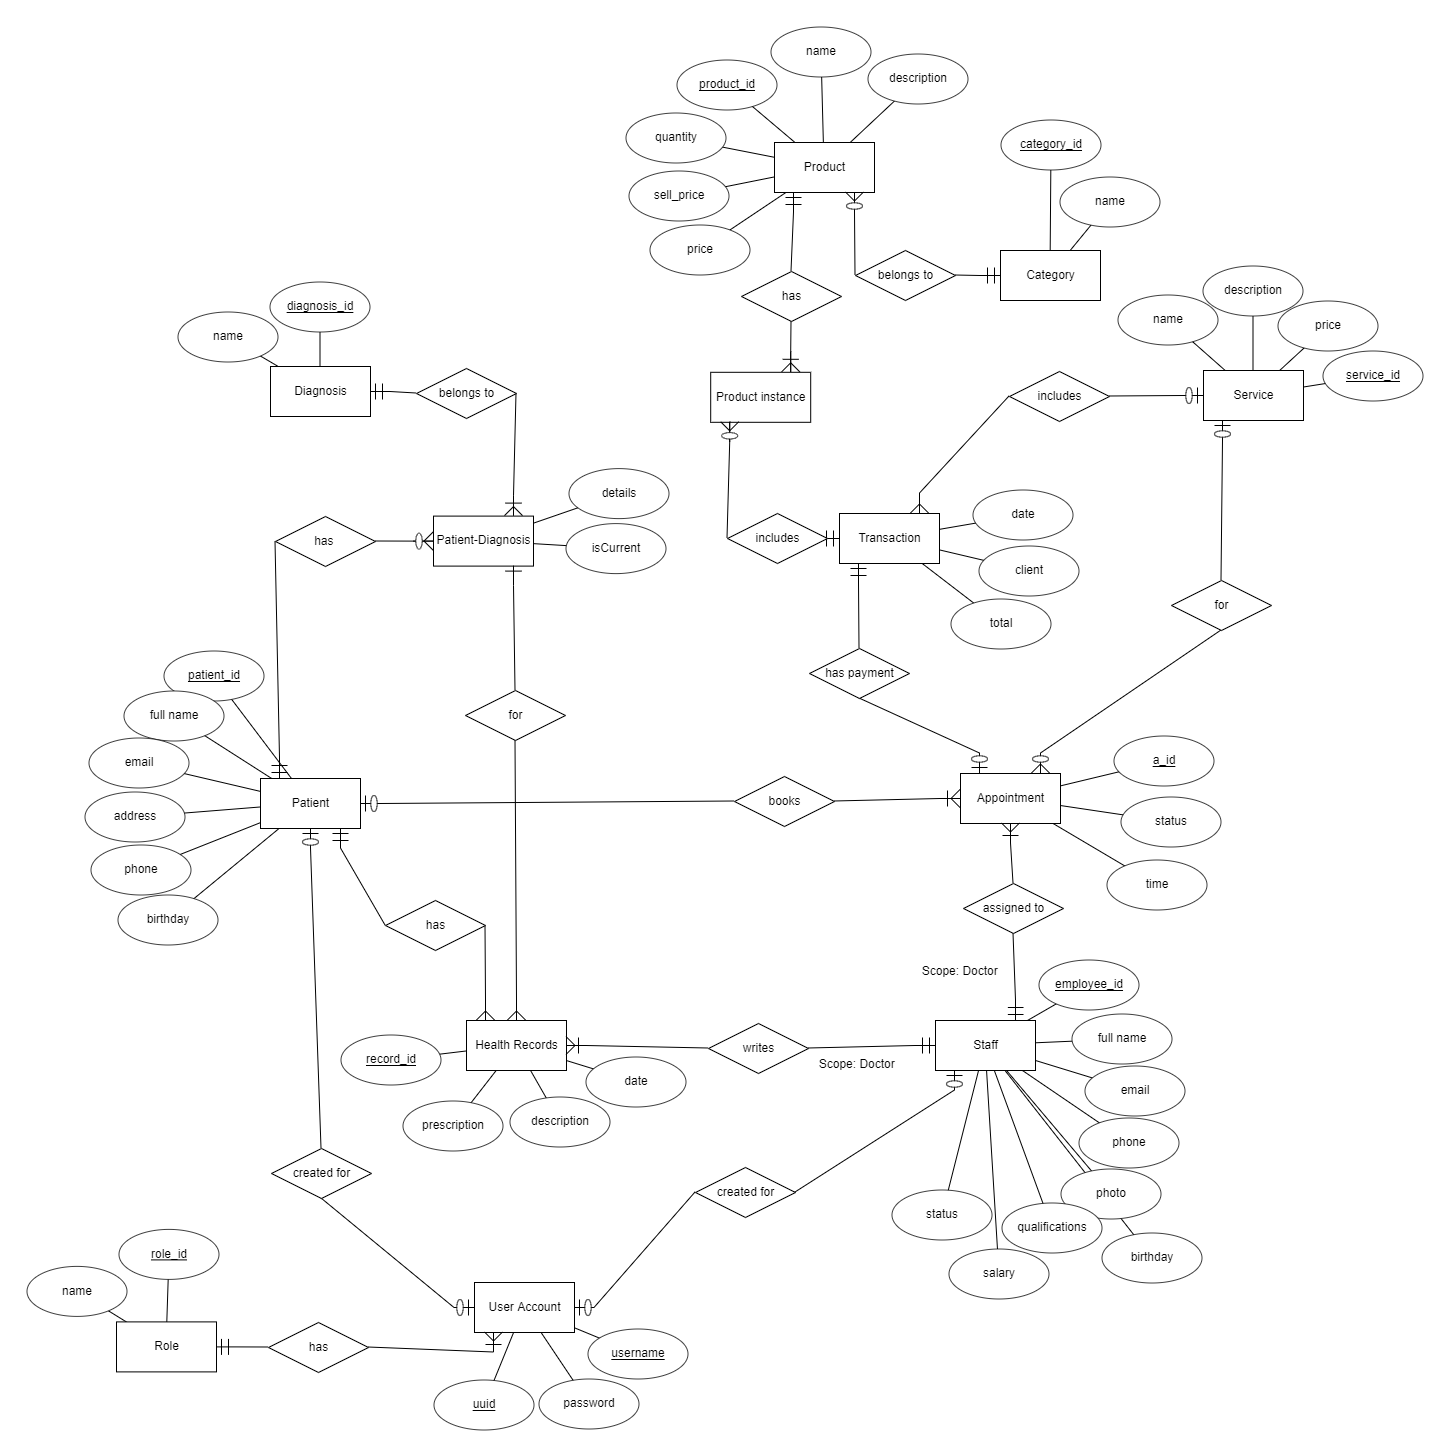 name
description
product_id
quantity
Product
category_id
sell_price
name
price
belongs to
Category
has
description
diagnosis_id
name
price
name
service_id
Diagnosis
belongs to
Product instance
includes
Service
details
date
has
Patient-Diagnosis
isCurrent
includes
Transaction
client
total
for
has payment
patient_id
full name
for
email
a_id
Patient
books
Appointment
address
status
phone
time
birthday
has
assigned to
Scope: Doctor
employee_id
full name
Health Records
writes
Staff
record_id
Scope: Doctor
date
email
prescription
description
phone
created for
created for
photo
status
qualifications
role_id
birthday
salary
name
User Account
Role
has
username
uuid
password